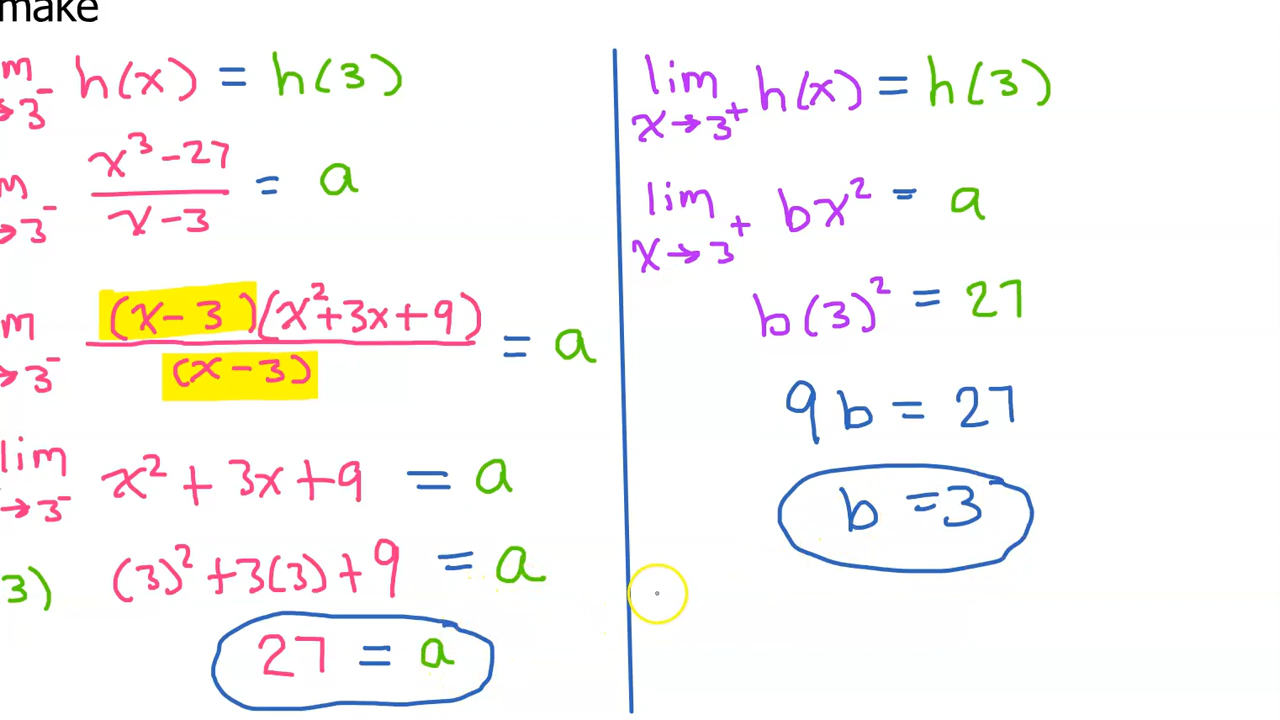 make
m h(x) = h(3)
→3⁻
m x³-27 / x-3 = a
→3⁻
m (x-3)(x²+3x+9) / (x-3) = a
→3⁻
lim x²+3x+9 = a
→3⁻
3) (3)²+3(3)+9 = a
27 = a
lim h(x) = h(3)
x→3⁺
lim bx² = a
x→3⁺
b(3)² = 27
9b = 27
b = 3